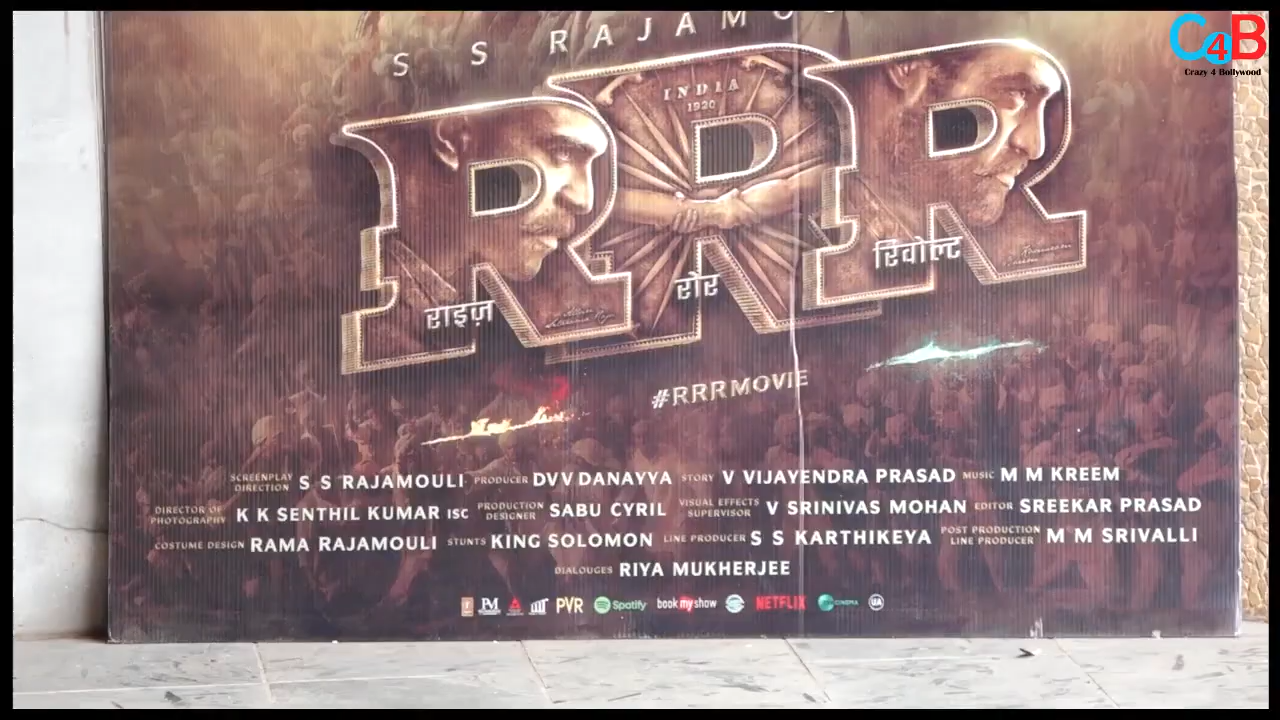 C4B
Crazy 4 Bollywood
S S RAJAMO
INDIA
1920
RRR
राइज़ रौर रिवोल्ट
#RRRMOVIE
SCREENPLAY DIRECTION S S RAJAMOULI PRODUCER DVV DANAYYA STORY V VIJAYENDRA PRASAD MUSIC M M KREEM
DIRECTOR OF PHOTOGRAPHY K K SENTHIL KUMAR ISC PRODUCTION DESIGNER SABU CYRIL VISUAL EFFECTS SUPERVISOR V SRINIVAS MOHAN EDITOR SREEKAR PRASAD
COSTUME DESIGN RAMA RAJAMOULI STUNTS KING SOLOMON LINE PRODUCER S S KARTHIKEYA POST PRODUCTION LINE PRODUCER M M SRIVALLI
DIALOUGES RIYA MUKHERJEE
PVR Spotify bookmyshow NETFLIX CINEMA UA